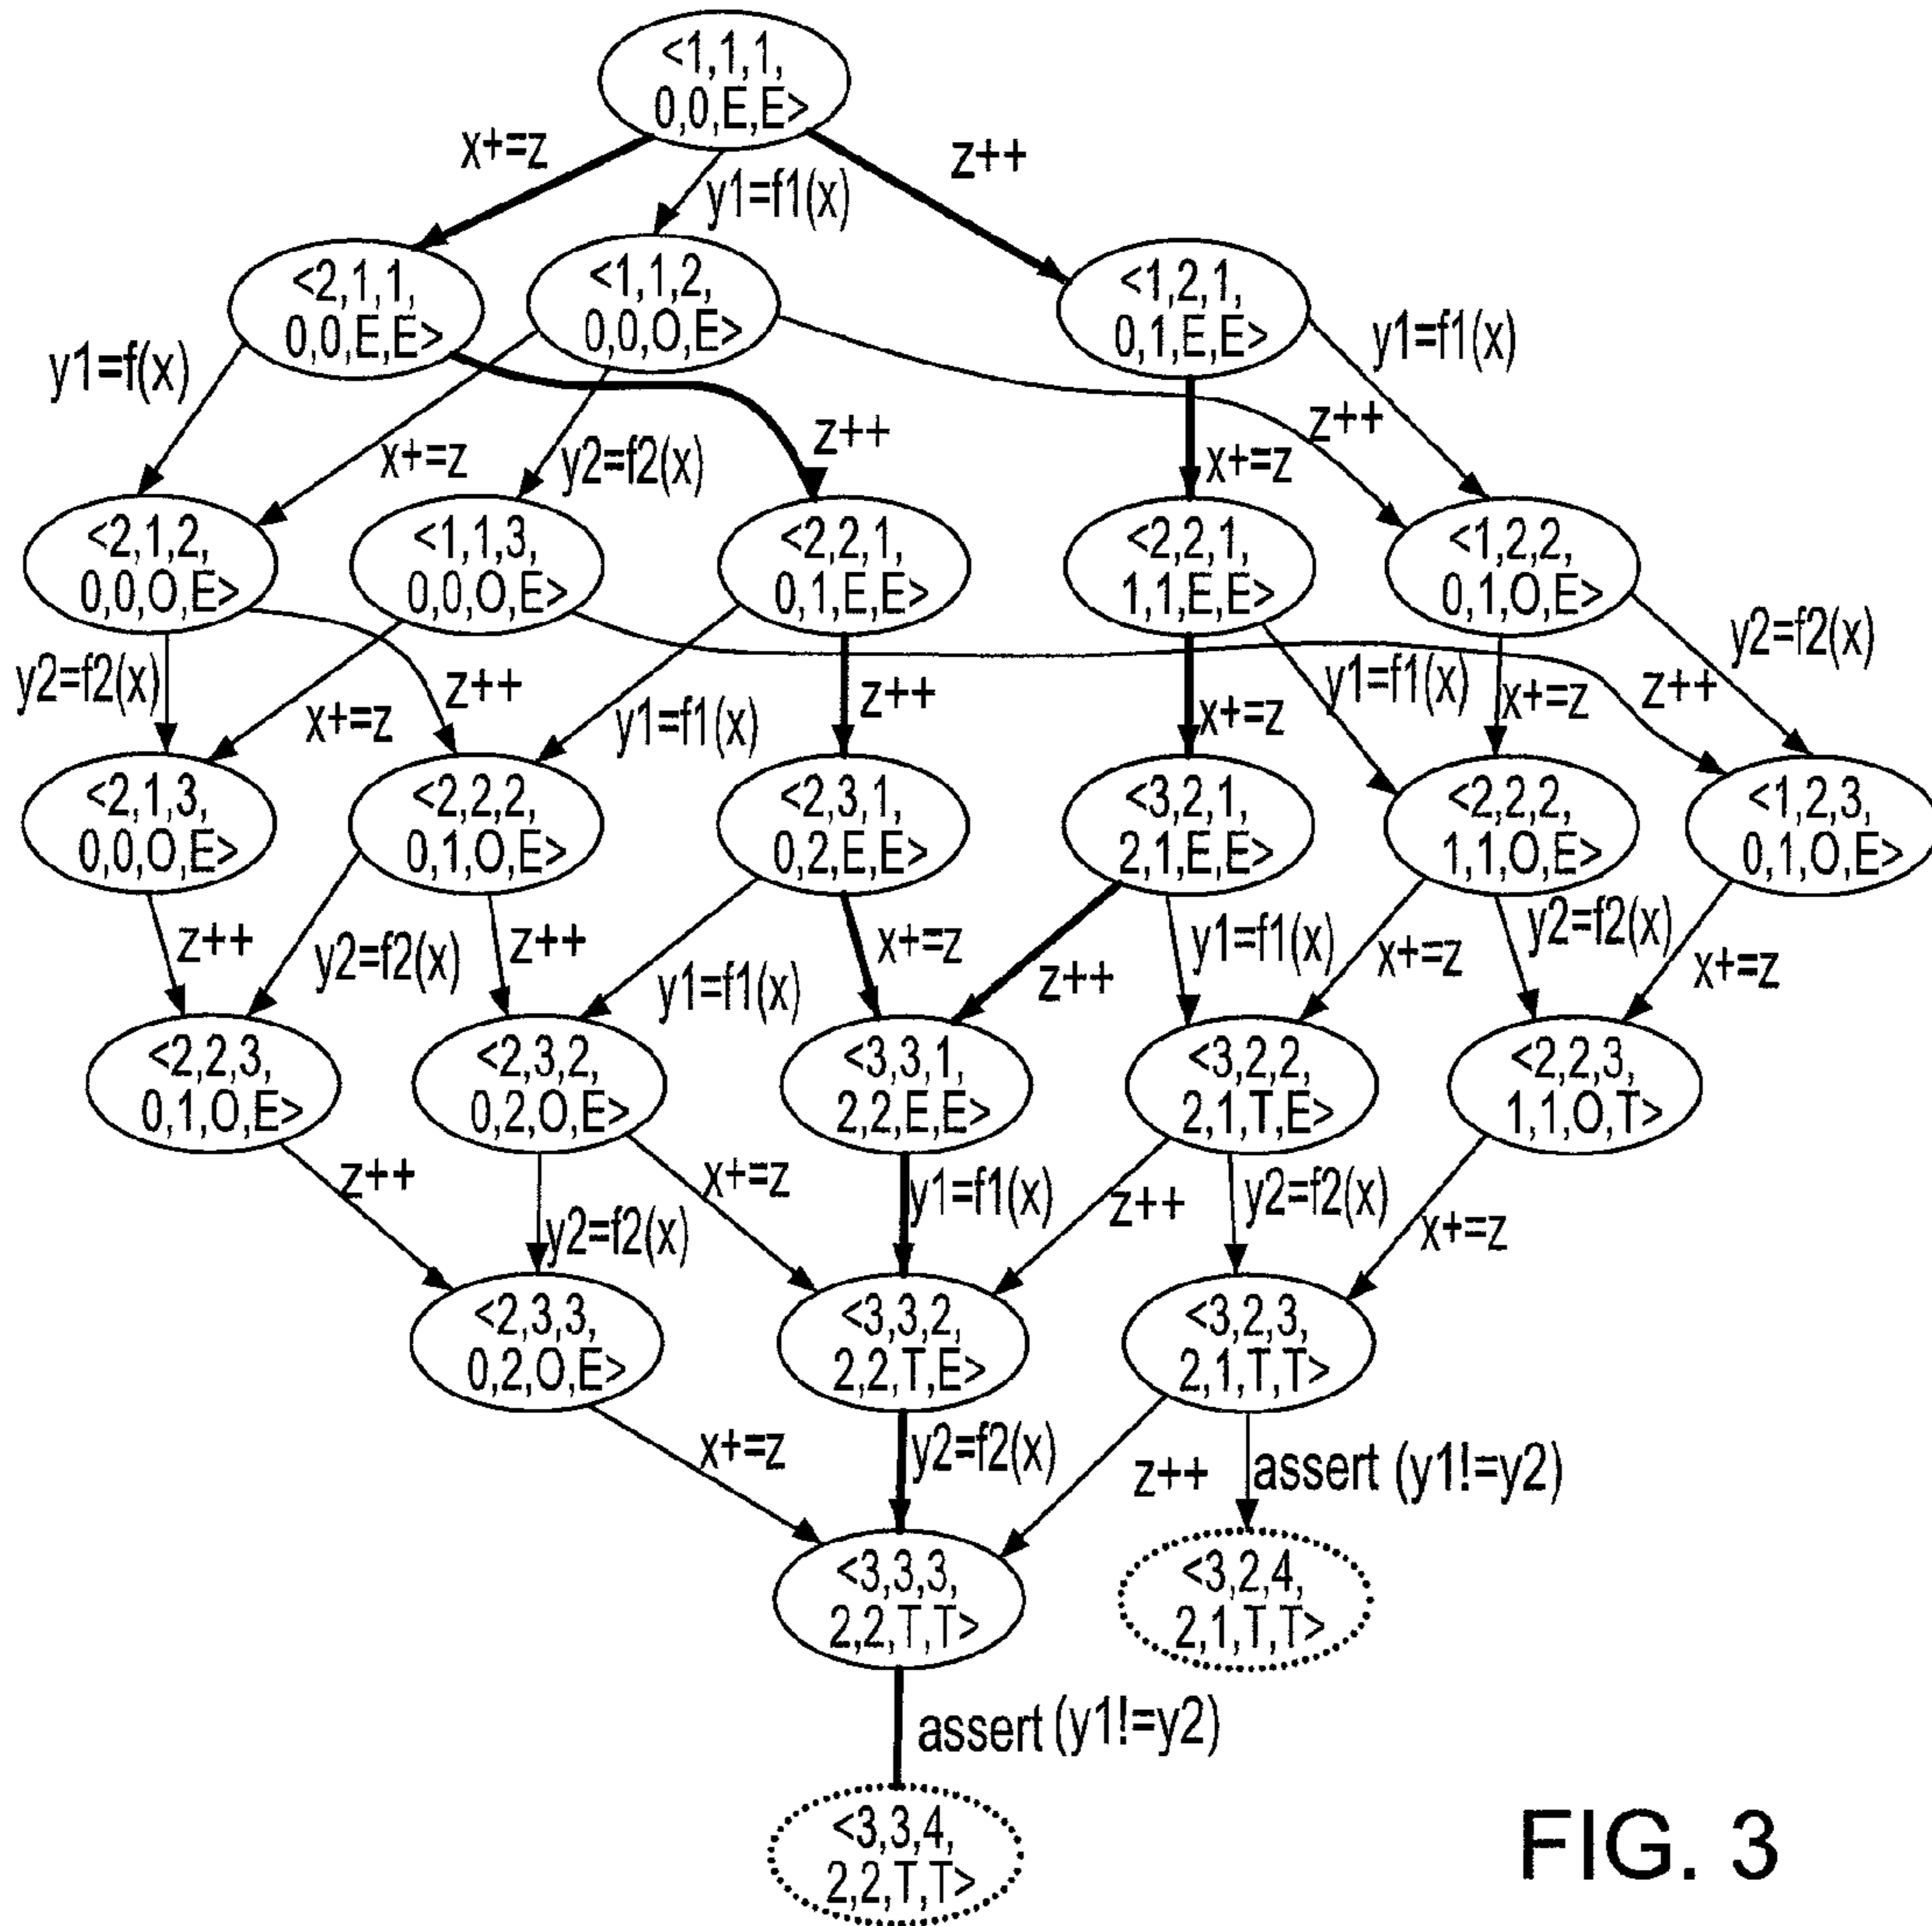 <1,1,1,
0,0,E,E>
x+=z
y1=f1(x)
z++
<2,1,1,
0,0,E,E>
<1,1,2,
0,0,O,E>
<1,2,1,
0,1,E,E>
y1=f(x)
x+=z
y2=f2(x)
z++
x+=z
z++
y1=f1(x)
<2,1,2,
0,0,O,E>
<1,1,3,
0,0,O,E>
<2,2,1,
0,1,E,E>
<2,2,1,
1,1,E,E>
<1,2,2,
0,1,O,E>
y2=f2(x)
x+=z
z++
y1=f1(x)
z++
x+=z
y1=f1(x)
x+=z
z++
y2=f2(x)
<2,1,3,
0,0,O,E>
<2,2,2,
0,1,O,E>
<2,3,1,
0,2,E,E>
<3,2,1,
2,1,E,E>
<2,2,2,
1,1,O,E>
<1,2,3,
0,1,O,E>
z++
y2=f2(x)
z++
y1=f1(x)
x+=z
z++
y1=f1(x)
x+=z
y2=f2(x)
x+=z
<2,2,3,
0,1,O,E>
<2,3,2,
0,2,O,E>
<3,3,1,
2,2,E,E>
<3,2,2,
2,1,T,E>
<2,2,3,
1,1,O,T>
z++
y2=f2(x)
x+=z
y1=f1(x)
z++
y2=f2(x)
x+=z
<2,3,3,
0,2,O,E>
<3,3,2,
2,2,T,E>
<3,2,3,
2,1,T,T>
x+=z
y2=f2(x)
z++
assert (y1!=y2)
<3,3,3,
2,2,T,T>
<3,2,4,
2,1,T,T>
assert (y1!=y2)
<3,3,4,
2,2,T,T>
FIG. 3